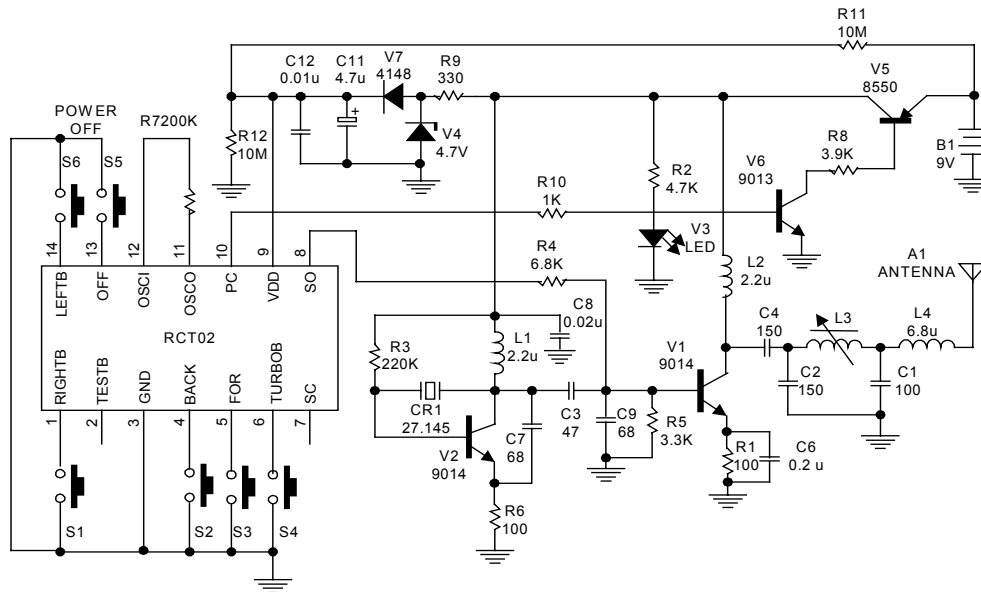 R11
10M
C12
0.01u
C11
4.7u
V7
4148
R9
330
V5
8550
POWER
OFF
R7200K
+
V4
4.7V
R12
10M
R8
3.9K
B1
9V
S6
S5
R10
1K
R2
4.7K
V6
9013
14
13
12
11
10
9
8
R4
6.8K
V3
LED
LEFTB
OFF
OSCI
OSCO
PC
VDD
SO
L2
2.2u
A1
ANTENNA
RCT02
C8
0.02u
R3
220K
L1
2.2u
C4
150
L3
L4
6.8u
V1
9014
RIGHTB
TESTB
GND
BACK
FOR
TURBOB
SC
CR1
27.145
C2
150
C1
100
1
2
3
4
5
6
7
C3
47
C9
68
R5
3.3K
V2
9014
C7
68
R1
100
C6
0.2 u
R6
100
S1
S2
S3
S4